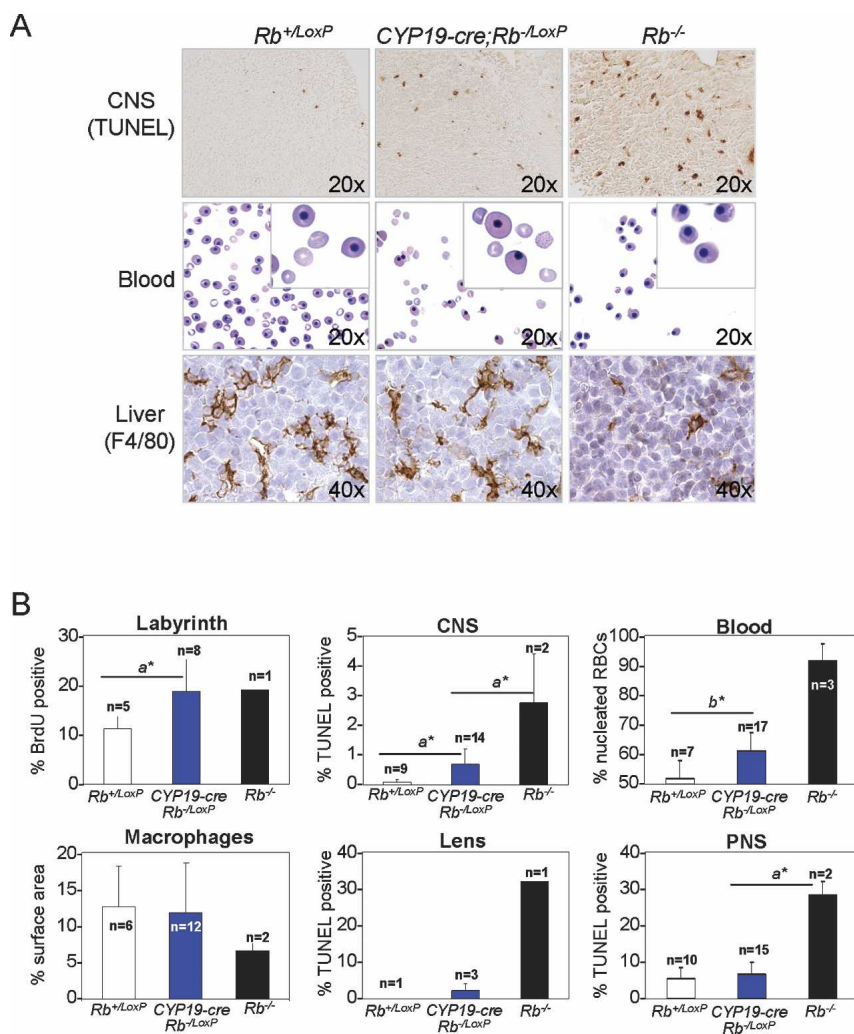 A
Rb+/LoxP CYP19-cre;Rb-/LoxP Rb-/-
CNS
(TUNEL)
20x 20x 20x
Blood
20x 20x 20x
Liver
(F4/80)
40x 40x 40x
B
Labyrinth
% BrdU positive
30
20
10
0
n=5
a*
n=8
n=1
Rb+/LoxP CYP19-cre Rb-/-
Rb-/LoxP
CNS
% TUNEL positive
5
4
3
2
1
0
n=9
a*
n=14
a*
n=2
Rb+/LoxP CYP19-cre Rb-/-
Rb-/LoxP
Blood
% nucleated RBCs
100
90
80
70
60
50
n=7
b*
n=17
n=3
Rb+/LoxP CYP19-cre Rb-/-
Rb-/LoxP
Macrophages
% surface area
20
15
10
5
0
n=6
n=12
n=2
Rb+/LoxP CYP19-cre Rb-/-
Rb-/LoxP
Lens
% TUNEL positive
40
30
20
10
0
n=1
n=3
n=1
Rb+/LoxP CYP19-cre Rb-/-
Rb-/LoxP
PNS
% TUNEL positive
40
30
20
10
0
n=10
n=15
a*
n=2
Rb+/LoxP CYP19-cre Rb-/-
Rb-/LoxP